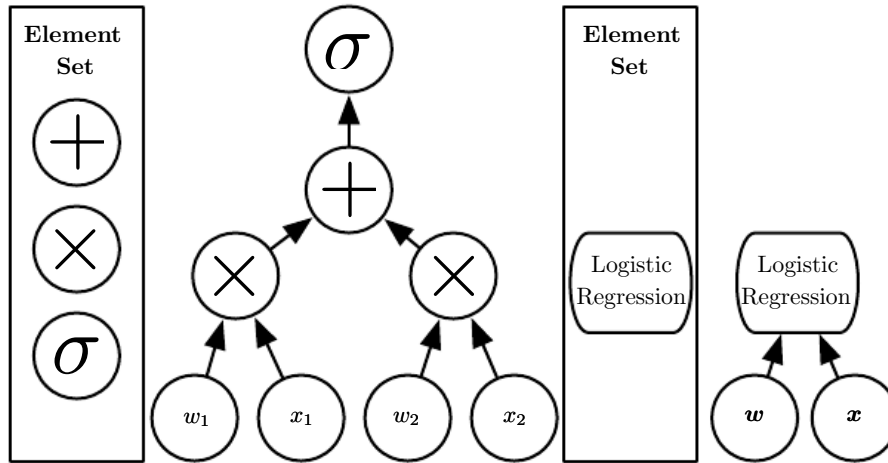 Element
Set
+
×
σ
σ
+
×
×
w₁
x₁
w₂
x₂
Element
Set
Logistic
Regression
Logistic
Regression
w
x